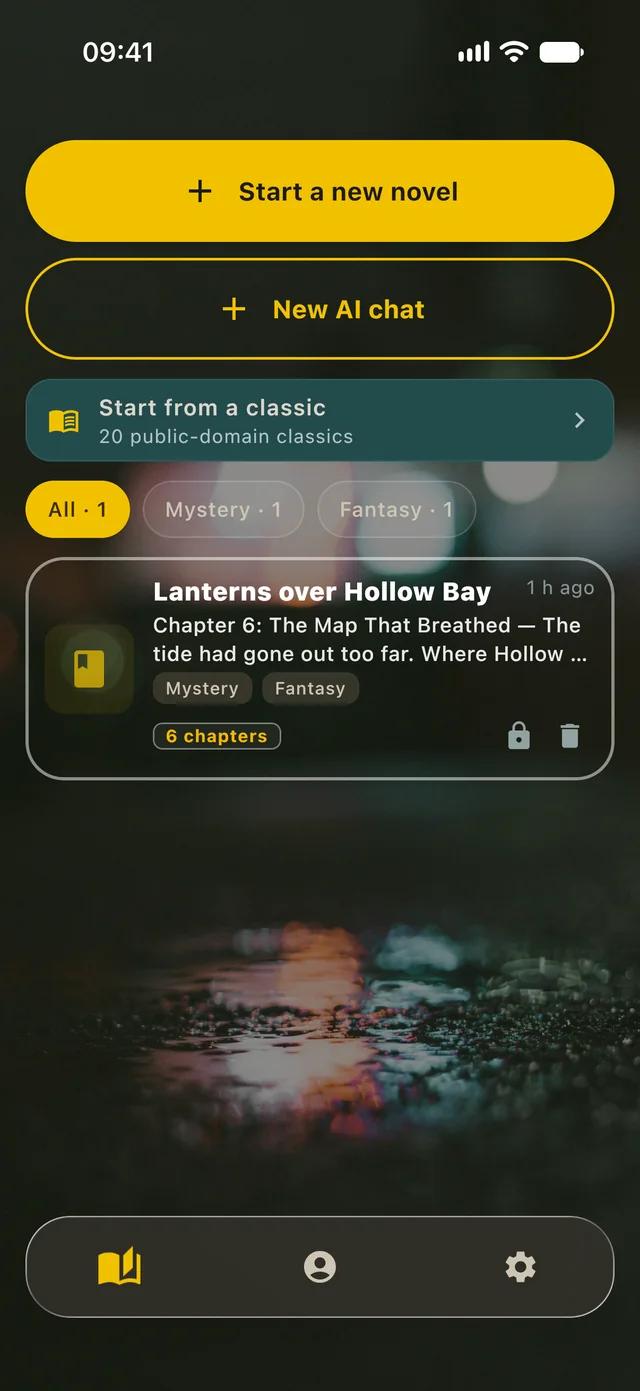 09:41
Start a new novel
New AI chat
Start from a classic
20 public-domain classics
All · 1
Mystery · 1
Fantasy · 1
Lanterns over Hollow Bay
1 h ago
Chapter 6: The Map That Breathed — The
tide had gone out too far. Where Hollow ...
Mystery
Fantasy
6 chapters